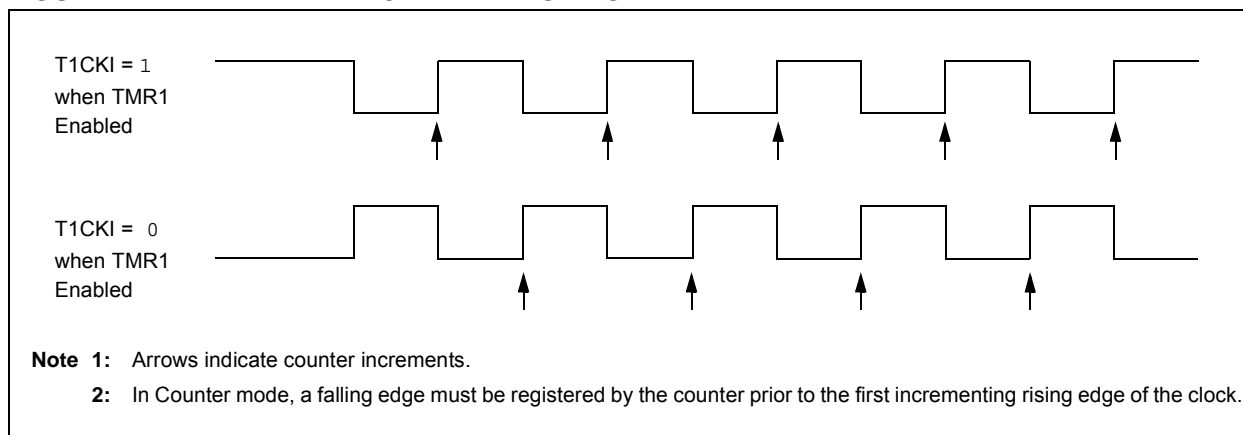 T1CKI = 1
when TMR1
Enabled
T1CKI = 0
when TMR1
Enabled
Note 1: Arrows indicate counter increments.
2: In Counter mode, a falling edge must be registered by the counter prior to the first incrementing rising edge of the clock.